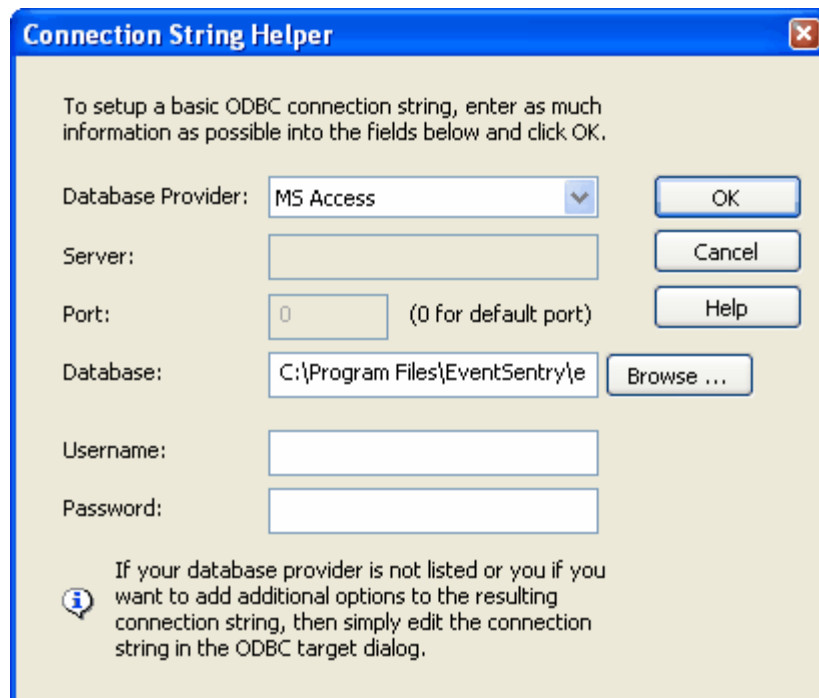 Connection String Helper
To setup a basic ODBC connection string, enter as much
information as possible into the fields below and click OK.
Database Provider: MS Access OK
Server: Cancel
Port: 0 (0 for default port) Help
Database: C:\Program Files\EventSentry\e Browse ...
Username:
Password:
If your database provider is not listed or you if you
want to add additional options to the resulting
connection string, then simply edit the connection
string in the ODBC target dialog.